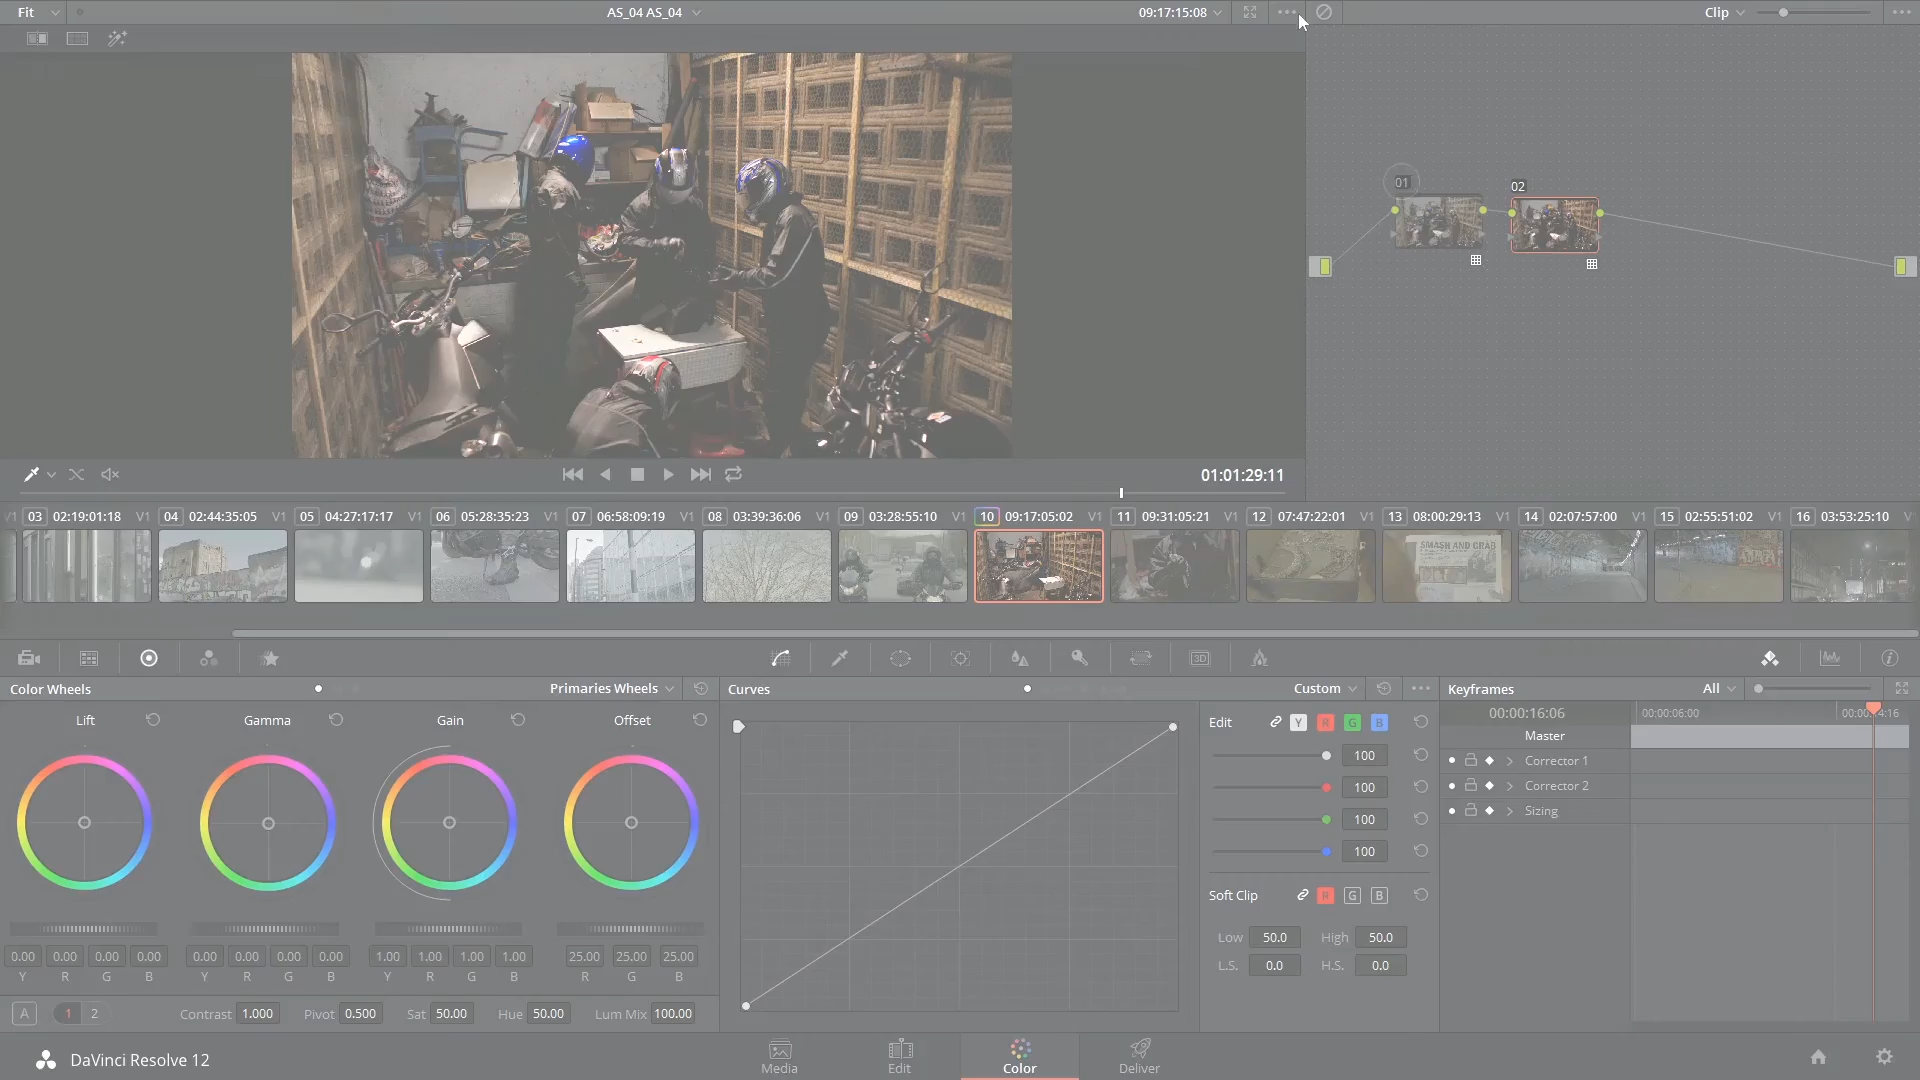 Fit
AS_04 AS_04
09:17:15:08
Clip
01
02
01:01:29:11
V1 03 02:19:01:18 V1 04 02:44:35:05 V1 05 04:27:17:17 V1 06 05:28:35:23 V1 07 06:58:09:19 V1 08 03:39:36:06 V1 09 03:28:55:10 V1 10 09:17:05:02 V1 11 09:31:05:21 V1 12 07:47:22:01 V1 13 08:00:29:13 V1 14 02:07:57:00 V1 15 02:55:51:02 V1 16 03:53:25:10
SMASH AND GRAB
3D
Color Wheels
Primaries Wheels
Lift Gamma Gain Offset
0.00 0.00 0.00 0.00 0.00 0.00 0.00 0.00 1.00 1.00 1.00 1.00 25.00 25.00 25.00
Y R G B Y R G B Y R G B R G B
A 1 2 Contrast 1.000 Pivot 0.500 Sat 50.00 Hue 50.00 Lum Mix 100.00
Curves
Custom
Edit Y R G B
100
100
100
100
Soft Clip R G B
Low 50.0 High 50.0
L.S. 0.0 H.S. 0.0
Keyframes
All
00:00:16:06
00:00:06:00
Master
Corrector 1
Corrector 2
Sizing
DaVinci Resolve 12
Media
Edit
Color
Deliver